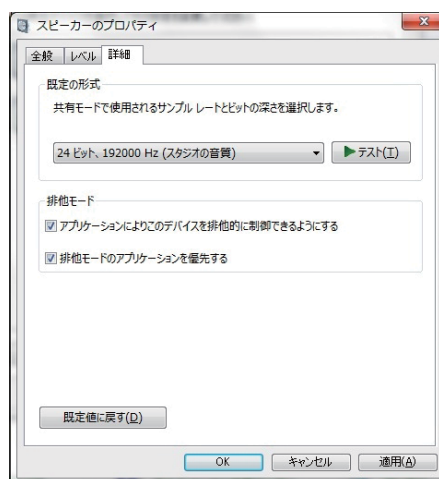 スピーカーのプロパティ
全般 レベル 詳細
既定の形式
共有モードで使用されるサンプル レートとビットの深さを選択します。
24 ビット、192000 Hz (スタジオの音質) テスト(T)
排他モード
アプリケーションによりこのデバイスを排他的に制御できるようにする
排他モードのアプリケーションを優先する
既定値に戻す(D)
OK キャンセル 適用(A)